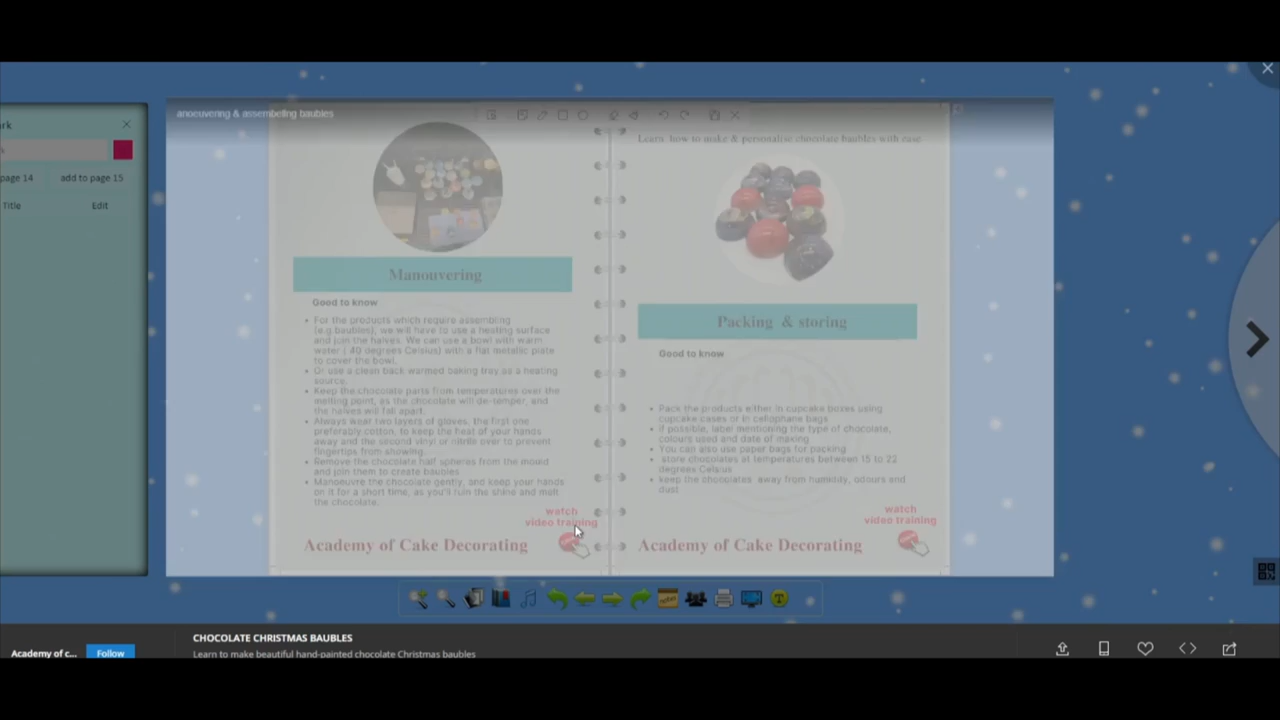 anoeuvering & assembeling baubles
rk
s
page 14
add to page 15
Title
Edit
Manouvering
Good to know
• For the products which require assembling
(e.g.baubles), we will have to use a heating surface
and join the halves. We can use a bowl with warm
water ( 40 degrees Celsius) with a flat metallic plate
to cover the bowl.
• Or use a clean back warmed baking tray as a heating
source.
• Keep the chocolate parts from temperatures over the
melting point, as the chocolate will de-temper, and
the halves will fall apart.
• Always wear two layers of gloves, the first one
preferably cotton, to keep the heat of your hands
away and the second vinyl or nitrile over to prevent
fingertips from showing.
• Remove the chocolate half spheres from the mould
and join them to create baubles
• Manoeuvre the chocolate gently, and keep your hands
on it for a short time, as you'll ruin the shine and melt
the chocolate.
watch
video training
Academy of Cake Decorating
Learn how to make & personalise chocolate baubles with ease
Packing & storing
Good to know
• Pack the products either in cupcake boxes using
cupcake cases or in cellophane bags
• if possible, label mentioning the type of chocolate,
colours used and date of making
• You can also use paper bags for packing
• store chocolates at temperatures between 15 to 22
degrees Celsius
• keep the chocolates away from humidity, odours and
dust
watch
video training
Academy of Cake Decorating
notes
T
Academy of c...
Follow
CHOCOLATE CHRISTMAS BAUBLES
Learn to make beautiful hand-painted chocolate Christmas baubles